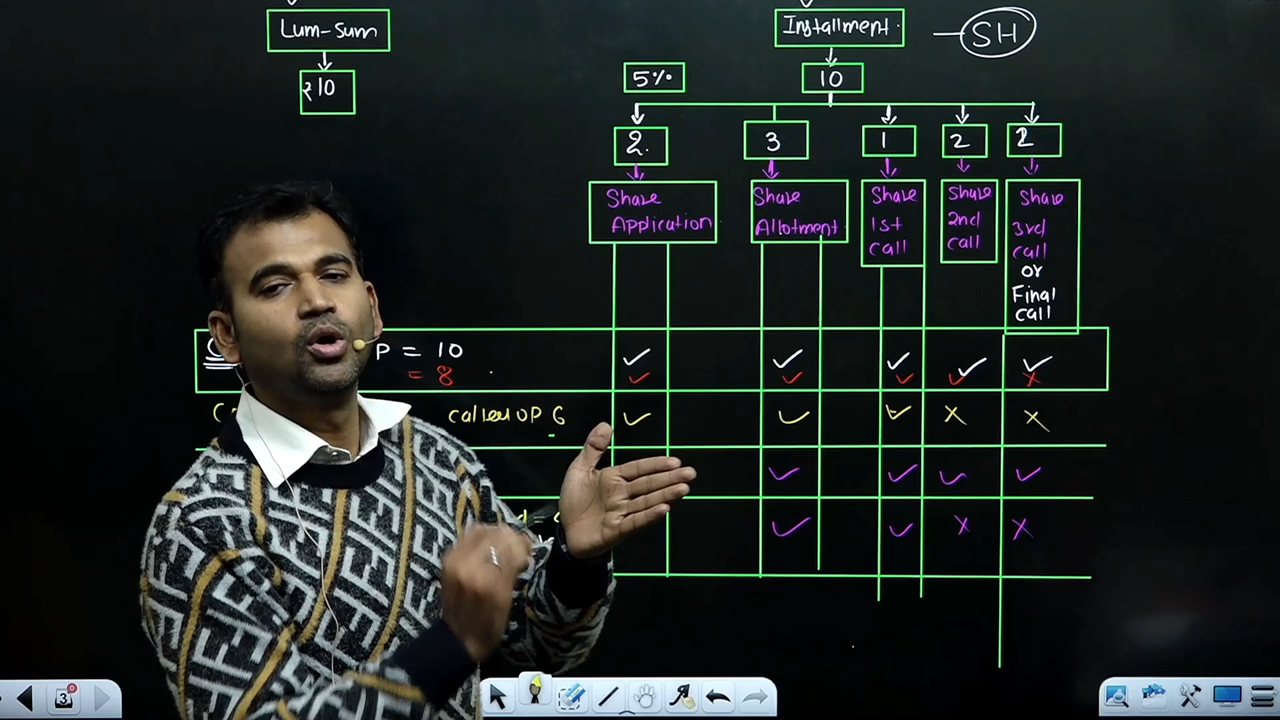 Lum-Sum
Installment
SH
₹10
5%
10
2.
3
1
2
2
Share
Application
Share
Allotment
Share
1st
call
Share
2nd
call
Share
3rd
call
or
Final
call
P = 10
= 8
called UP 6
3